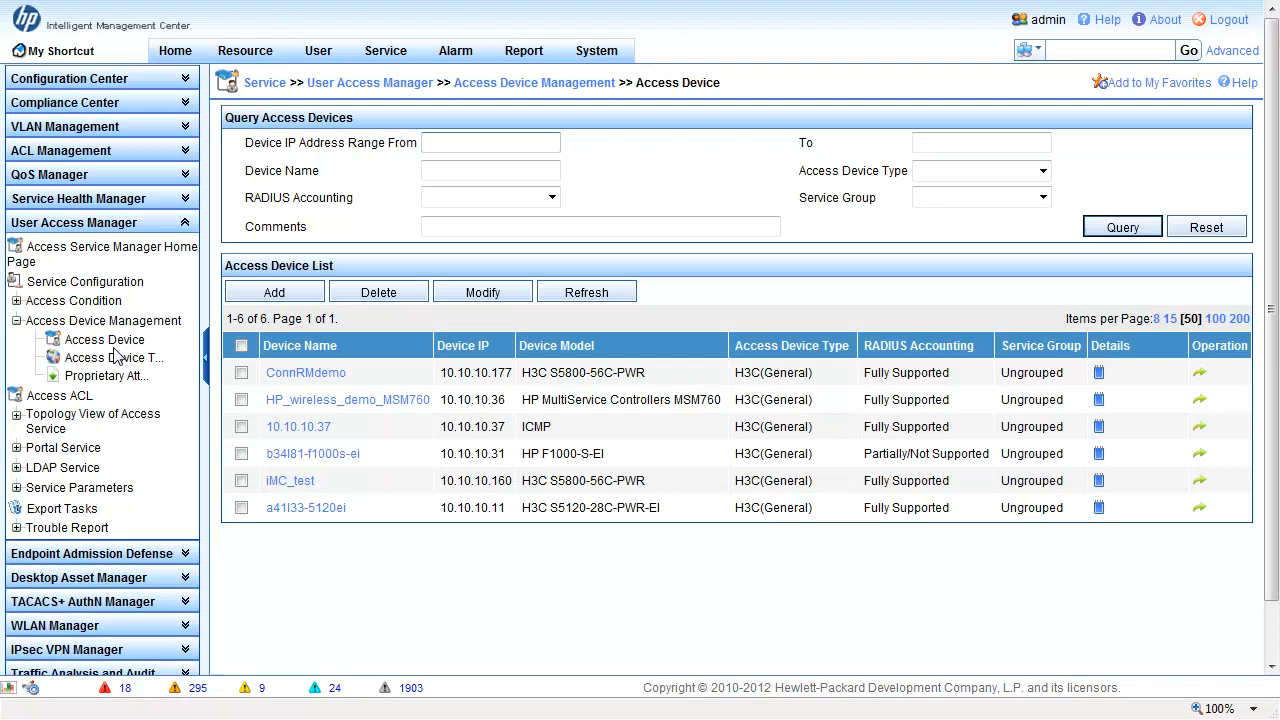 hp Intelligent Management Center
admin Help About Logout
My Shortcut Home Resource User Service Alarm Report System Go Advanced
Configuration Center
Compliance Center
VLAN Management
ACL Management
QoS Manager
Service Health Manager
User Access Manager
Access Service Manager Home
Page
Service Configuration
Access Condition
Access Device Management
Access Device
Access Device T...
Proprietary Att...
Access ACL
Topology View of Access
Service
Portal Service
LDAP Service
Service Parameters
Export Tasks
Trouble Report
Endpoint Admission Defense
Desktop Asset Manager
TACACS+ AuthN Manager
WLAN Manager
IPsec VPN Manager
Traffic Analysis and Audit
Service >> User Access Manager >> Access Device Management >> Access Device Add to My Favorites Help
Query Access Devices
Device IP Address Range From To
Device Name Access Device Type
RADIUS Accounting Service Group
Comments Query Reset
Access Device List
Add Delete Modify Refresh
1-6 of 6. Page 1 of 1. Items per Page:8 15 [50] 100 200
Device Name Device IP Device Model Access Device Type RADIUS Accounting Service Group Details Operation
ConnRMdemo 10.10.10.177 H3C S5800-56C-PWR H3C(General) Fully Supported Ungrouped
HP_wireless_demo_MSM760 10.10.10.36 HP MultiService Controllers MSM760 H3C(General) Fully Supported Ungrouped
10.10.10.37 10.10.10.37 ICMP H3C(General) Fully Supported Ungrouped
b34l81-f1000s-ei 10.10.10.31 HP F1000-S-EI H3C(General) Partially/Not Supported Ungrouped
iMC_test 10.10.10.160 H3C S5800-56C-PWR H3C(General) Fully Supported Ungrouped
a41l33-5120ei 10.10.10.11 H3C S5120-28C-PWR-EI H3C(General) Fully Supported Ungrouped
18 295 9 24 1903 Copyright © 2010-2012 Hewlett-Packard Development Company, L.P. and its licensors.
100%